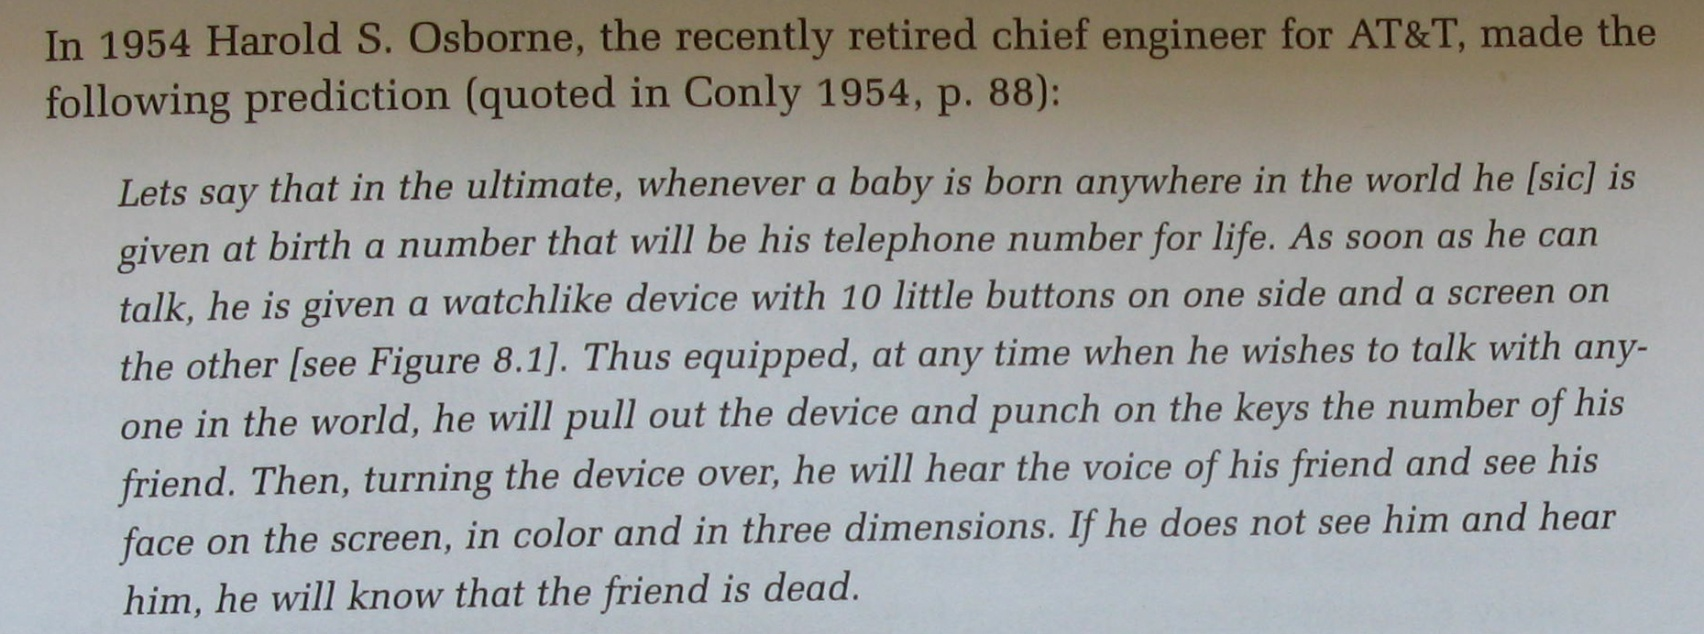 In 1954 Harold S. Osborne, the recently retired chief engineer for AT&T, made the
following prediction (quoted in Conly 1954, p. 88):
Lets say that in the ultimate, whenever a baby is born anywhere in the world he [sic] is
given at birth a number that will be his telephone number for life. As soon as he can
talk, he is given a watchlike device with 10 little buttons on one side and a screen on
the other [see Figure 8.1]. Thus equipped, at any time when he wishes to talk with any-
one in the world, he will pull out the device and punch on the keys the number of his
friend. Then, turning the device over, he will hear the voice of his friend and see his
face on the screen, in color and in three dimensions. If he does not see him and hear
him, he will know that the friend is dead.